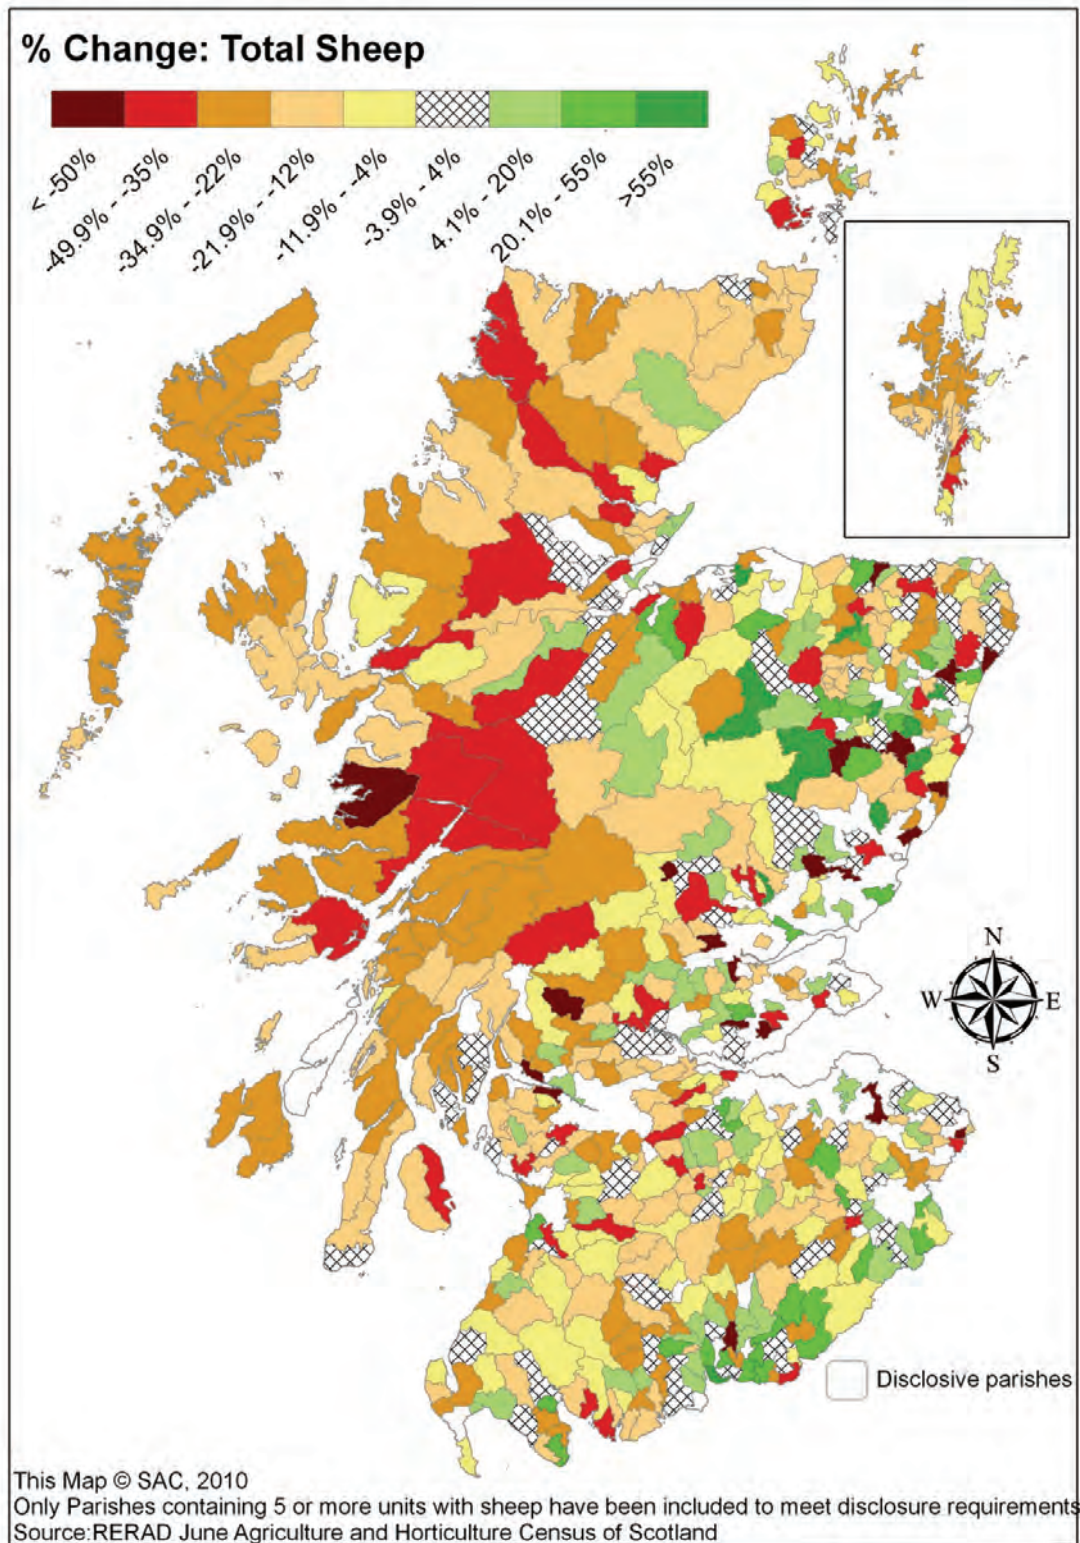 % Change: Total Sheep
< -50%
-49.9% - -35%
-34.9% - -22%
-21.9% - -12%
-11.9% - -4%
-3.9% - 4%
4.1% - 20%
20.1% - 55%
>55%
N
W
E
S
Disclosive parishes
This Map © SAC, 2010
Only Parishes containing 5 or more units with sheep have been included to meet disclosure requirements
Source:RERAD June Agriculture and Horticulture Census of Scotland